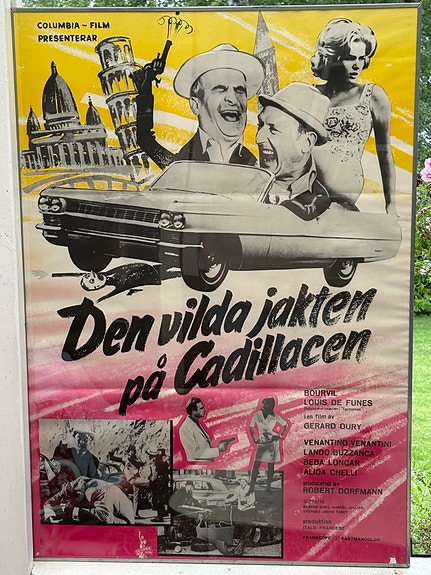 COLUMBIA - FILM
PRESENTERAR
Den vilda jakten
på Cadillacen
BOURVIL
LOUIS DE FUNES
i en film av
GERARD OURY
VENANTINO VENANTINI
LANDO BUZZANCA
BEBA LONCAR
ALIDA CHELLI
producerad av
ROBERT DORFMANN
scenario
produktion
ITALO-FRANCESE
FRANSCOPE - EASTMANCOLOR